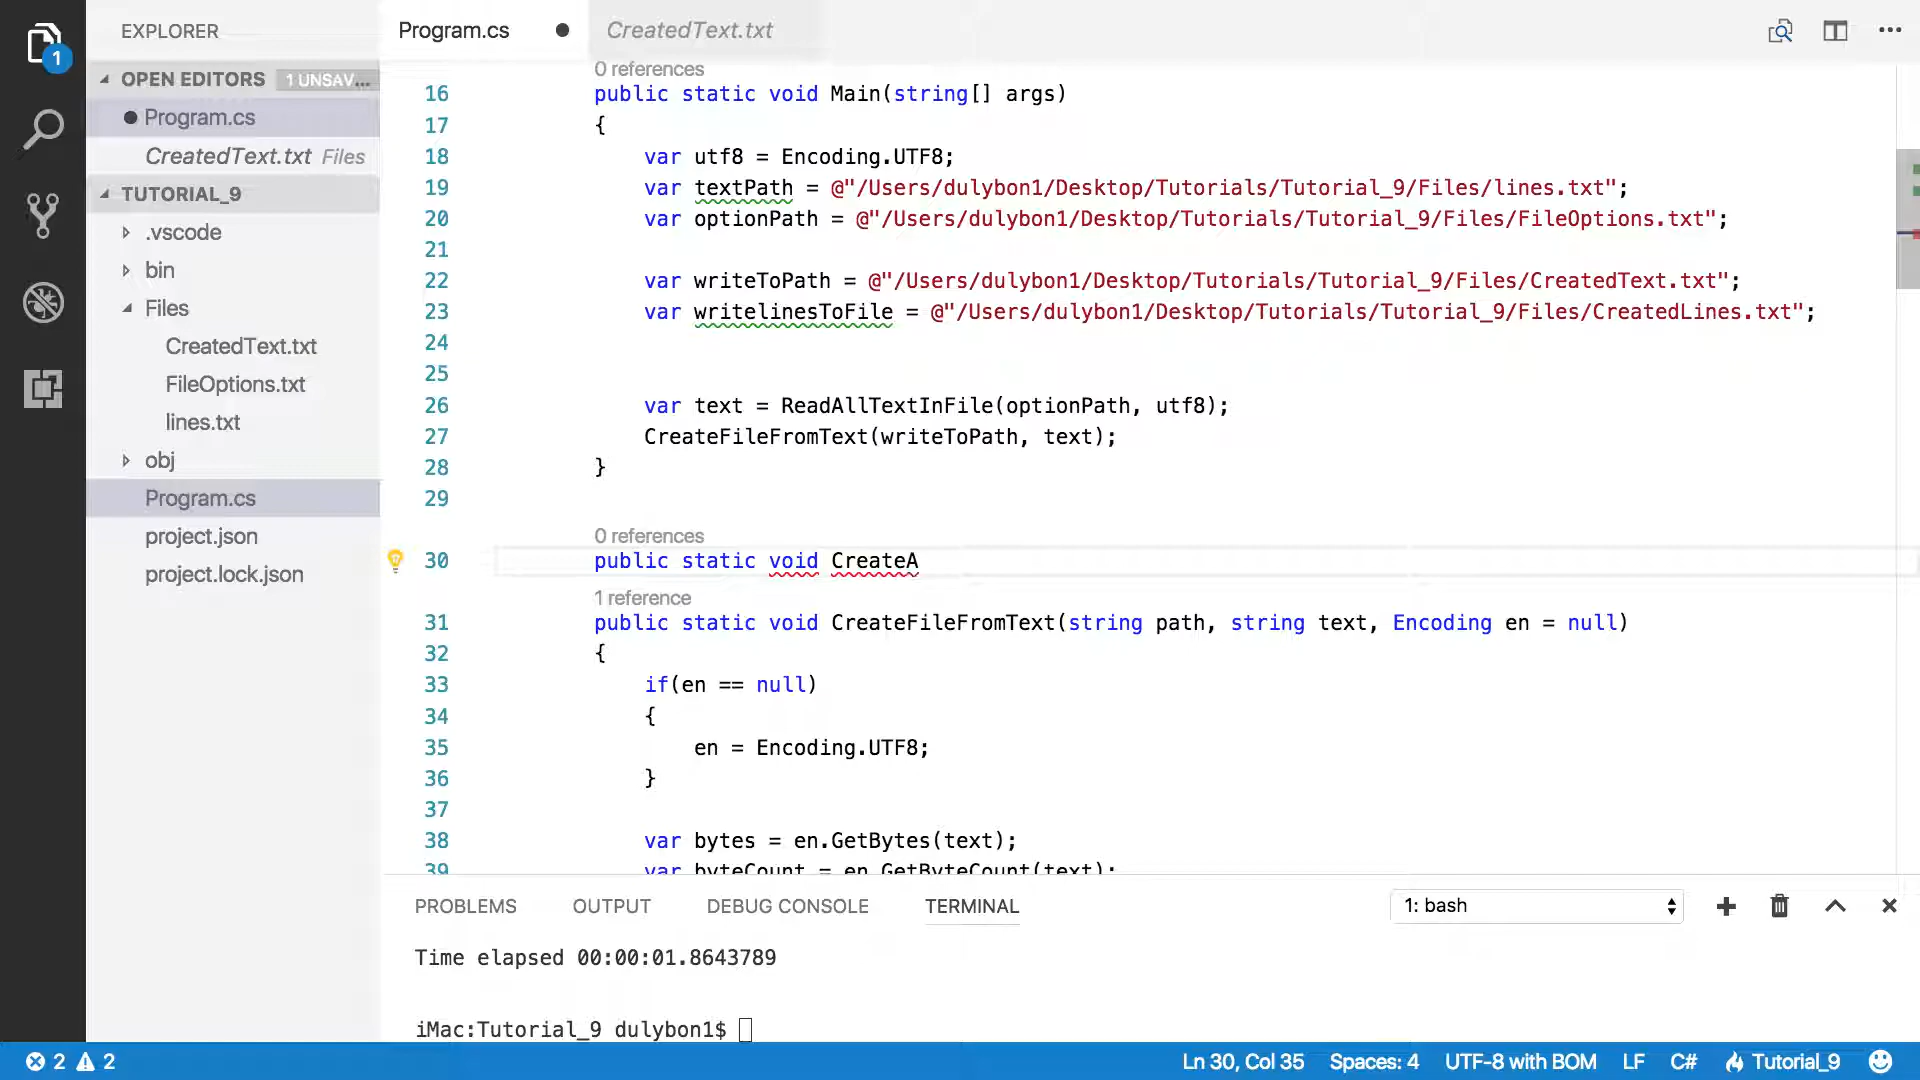 EXPLORER
OPEN EDITORS 1 UNSAV...
Program.cs
CreatedText.txt Files
TUTORIAL_9
.vscode
bin
Files
CreatedText.txt
FileOptions.txt
lines.txt
obj
Program.cs
project.json
project.lock.json
1
Program.cs
CreatedText.txt
0 references
16 public static void Main(string[] args)
17 {
18 var utf8 = Encoding.UTF8;
19 var textPath = @"/Users/dulybon1/Desktop/Tutorials/Tutorial_9/Files/lines.txt";
20 var optionPath = @"/Users/dulybon1/Desktop/Tutorials/Tutorial_9/Files/FileOptions.txt";
21
22 var writeToPath = @"/Users/dulybon1/Desktop/Tutorials/Tutorial_9/Files/CreatedText.txt";
23 var writelinesToFile = @"/Users/dulybon1/Desktop/Tutorials/Tutorial_9/Files/CreatedLines.txt";
24
25
26 var text = ReadAllTextInFile(optionPath, utf8);
27 CreateFileFromText(writeToPath, text);
28 }
29
0 references
30 public static void CreateA
1 reference
31 public static void CreateFileFromText(string path, string text, Encoding en = null)
32 {
33 if(en == null)
34 {
35 en = Encoding.UTF8;
36 }
37
38 var bytes = en.GetBytes(text);
39 var byteCount = en.GetByteCount(text);
PROBLEMS OUTPUT DEBUG CONSOLE TERMINAL 1: bash
Time elapsed 00:00:01.8643789
iMac:Tutorial_9 dulybon1$
2 2 Ln 30, Col 35 Spaces: 4 UTF-8 with BOM LF C# Tutorial_9